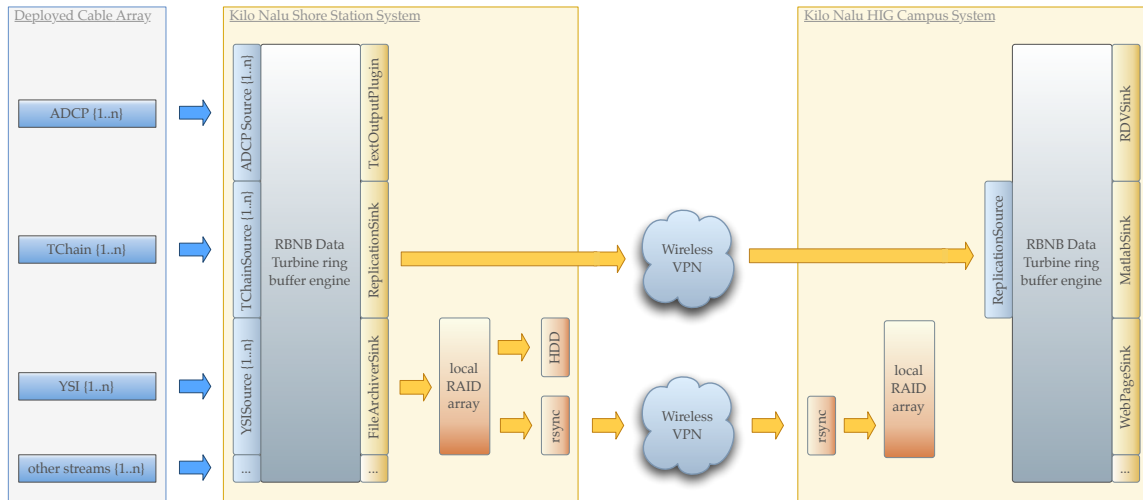 Deployed Cable Array
ADCP {1..n}
TChain {1..n}
YSI {1..n}
other streams {1..n}
Kilo Nalu Shore Station System
ADCP Source {1..n}
TChainSource {1..n}
YSISource {1..n}
...
RBNB Data
Turbine ring
buffer engine
TextOutputPlugin
ReplicationSink
FileArchiverSink
...
local
RAID
array
HDD
rsync
Wireless
VPN
Wireless
VPN
Kilo Nalu HIG Campus System
rsync
local
RAID
array
ReplicationSource
RBNB Data
Turbine ring
buffer engine
RDVSink
MatlabSink
WebPageSink
...